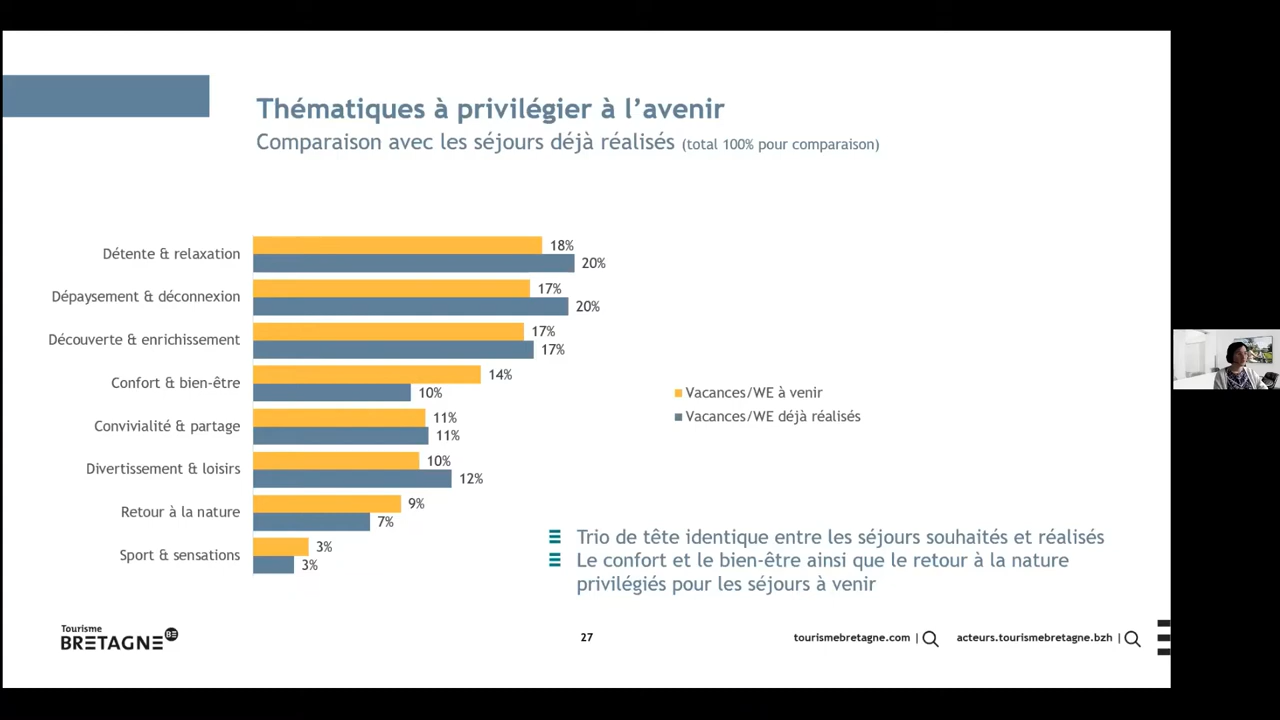 Thématiques à privilégier à l’avenir
Comparaison avec les séjours déjà réalisés (total 100% pour comparaison)
Détente & relaxation
18%
20%
Dépaysement & déconnexion
17%
20%
Découverte & enrichissement
17%
17%
Confort & bien-être
14%
10%
Convivialité & partage
11%
11%
Divertissement & loisirs
10%
12%
Retour à la nature
9%
7%
Sport & sensations
3%
3%
Vacances/WE à venir
Vacances/WE déjà réalisés
Trio de tête identique entre les séjours souhaités et réalisés
Le confort et le bien-être ainsi que le retour à la nature
privilégiés pour les séjours à venir
Tourisme
BRETAGNE BE
27
tourismebretagne.com |
acteurs.tourismebretagne.bzh |